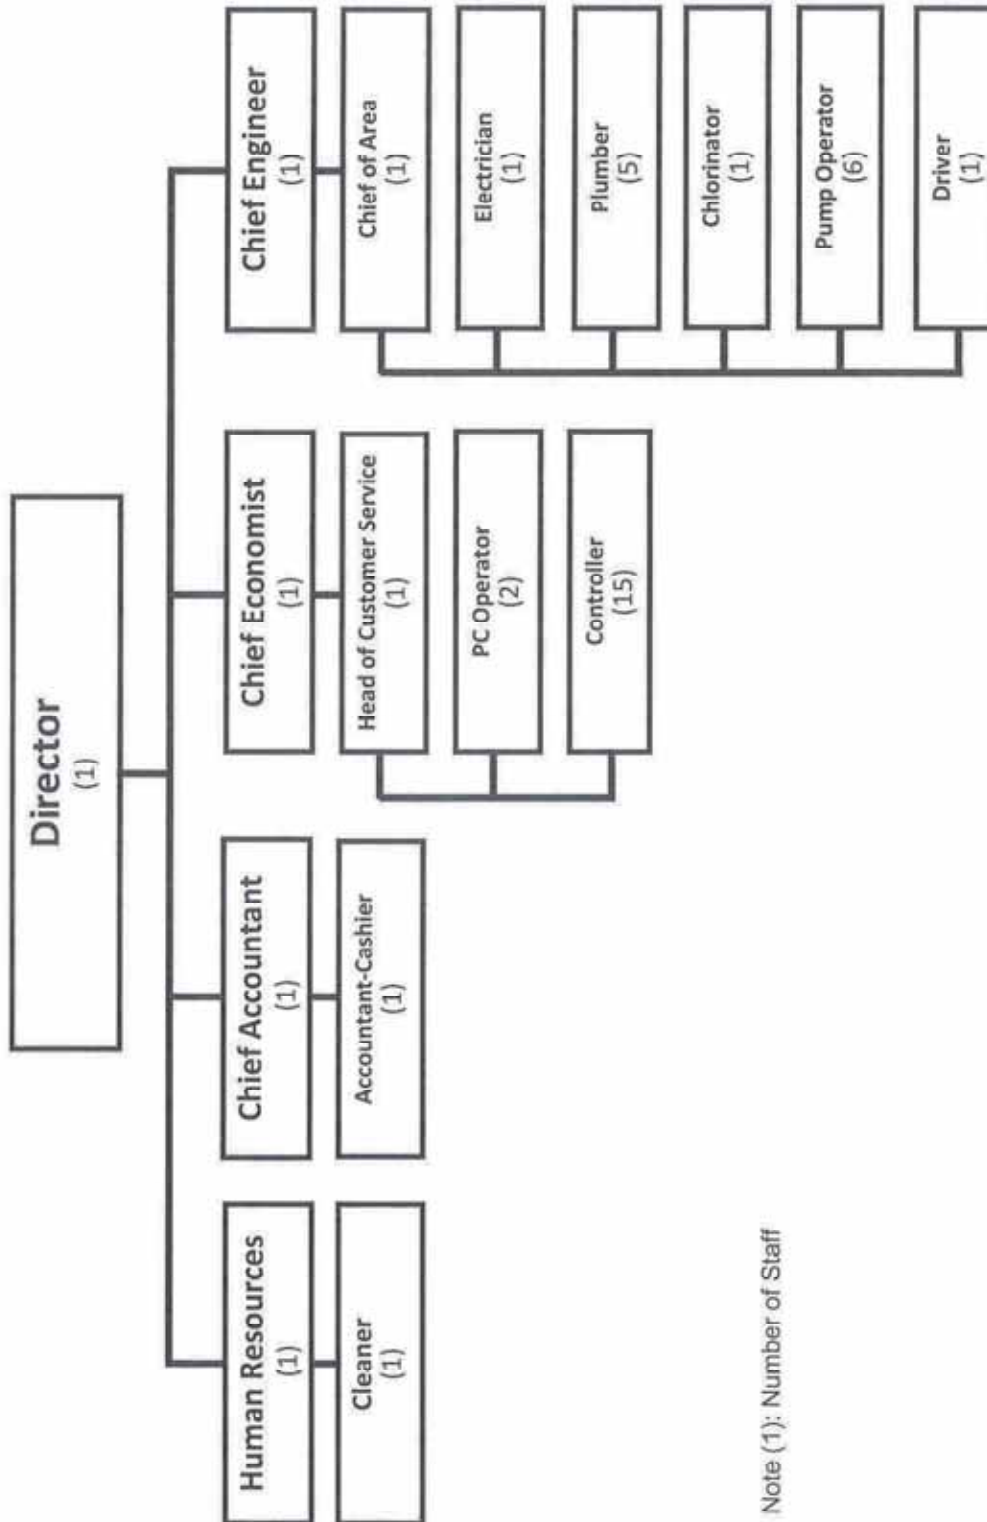 Director
(1)
Human Resources
(1)
Cleaner
(1)
Chief Accountant
(1)
Accountant-Cashier
(1)
Chief Economist
(1)
Head of Customer Service
(1)
PC Operator
(2)
Controller
(15)
Chief Engineer
(1)
Chief of Area
(1)
Electrician
(1)
Plumber
(5)
Chlorinator
(1)
Pump Operator
(6)
Driver
(1)
Note (1): Number of Staff